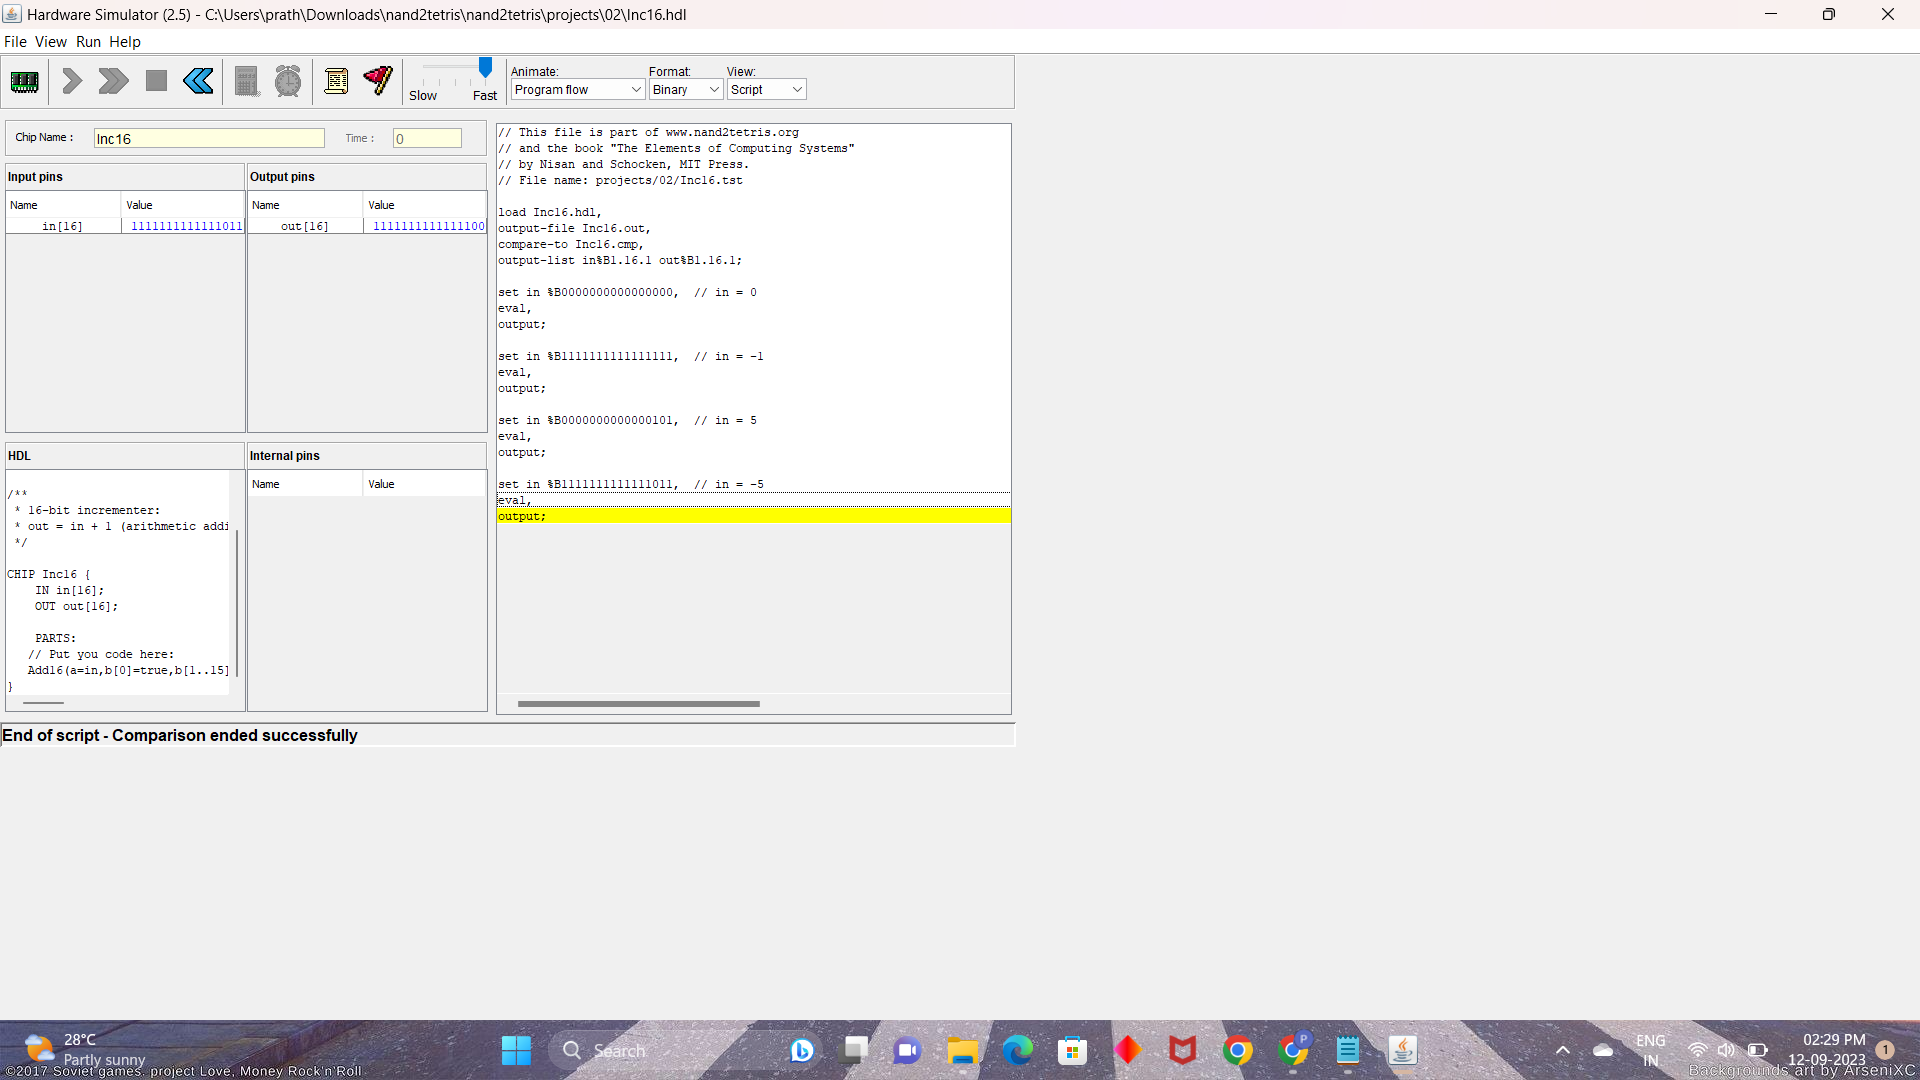 Hardware Simulator (2.5) - C:\Users\prath\Downloads\nand2tetris\nand2tetris\projects\02\Inc16.hdl
File View Run Help
Slow Fast
Animate:
Program flow
Format:
Binary
View:
Script
Chip Name : Inc16 Time : 0
Input pins
Name Value
in[16] 1111111111111011
Output pins
Name Value
out[16] 1111111111111100
HDL
/**
* 16-bit incrementer:
* out = in + 1 (arithmetic addi
*/
CHIP Inc16 {
IN in[16];
OUT out[16];
PARTS:
// Put you code here:
Add16(a=in,b[0]=true,b[1..15]
}
Internal pins
Name Value
// This file is part of www.nand2tetris.org
// and the book "The Elements of Computing Systems"
// by Nisan and Schocken, MIT Press.
// File name: projects/02/Inc16.tst
load Inc16.hdl,
output-file Inc16.out,
compare-to Inc16.cmp,
output-list in%B1.16.1 out%B1.16.1;
set in %B0000000000000000,  // in = 0
eval,
output;
set in %B1111111111111111,  // in = -1
eval,
output;
set in %B0000000000000101,  // in = 5
eval,
output;
set in %B1111111111111011,  // in = -5
eval,
output;
End of script - Comparison ended successfully
28°C
Partly sunny
©2017 Soviet games, project Love, Money Rock'n'Roll
Search
P
ENG
IN
02:29 PM
12-09-2023
1
Backgrounds art by ArseniXC